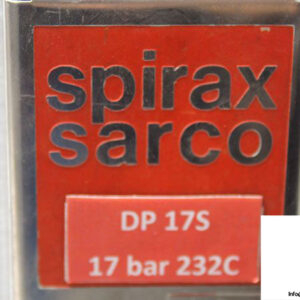 spirax
sarco
DP 17S
17 bar 232C